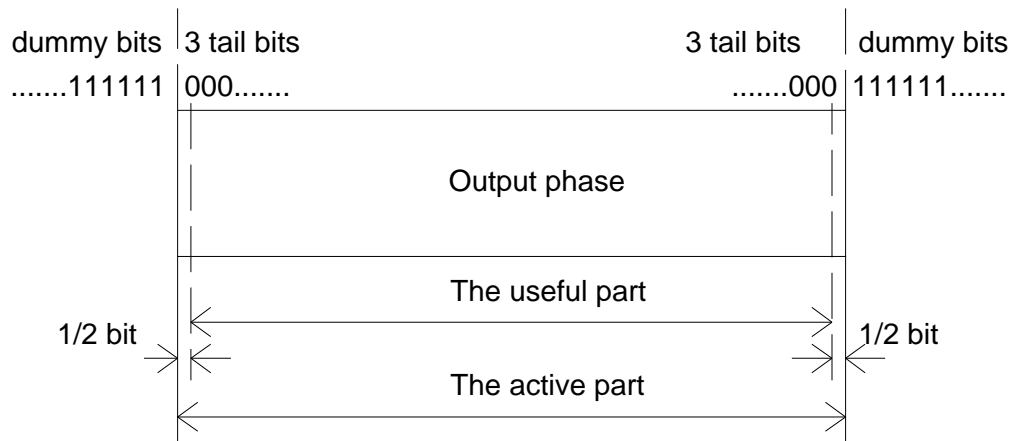 dummy bits 3 tail bits 3 tail bits dummy bits
.......111111 000....... .......000 111111.......
Output phase
The useful part
1/2 bit 1/2 bit
The active part